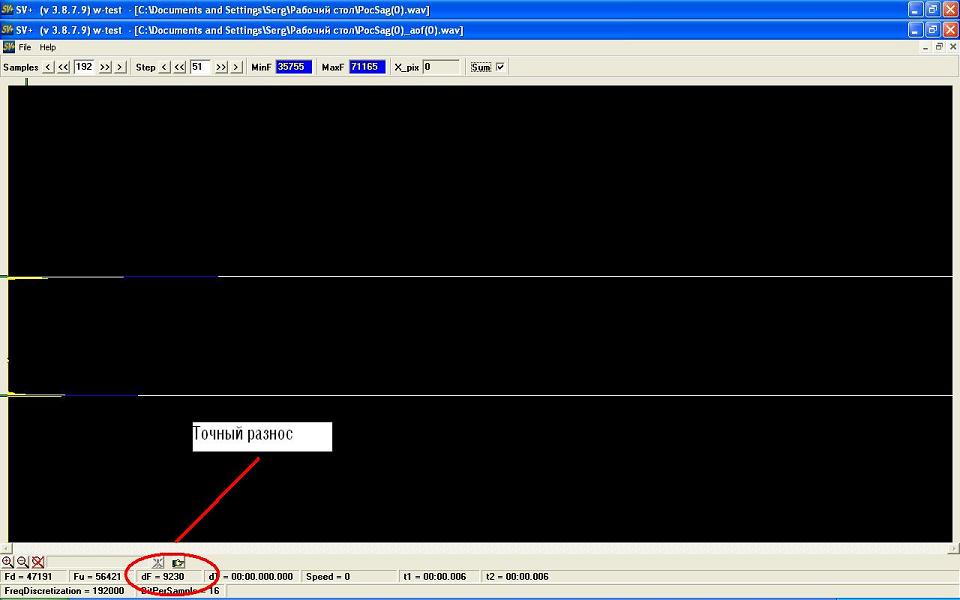 SV+ (v 3.8.7.9) w-test - [C:\Documents and Settings\Serg\Рабочий стол\PocSag(0).wav]
SV+ (v 3.8.7.9) w-test - [C:\Documents and Settings\Serg\Рабочий стол\PocSag(0)_aof(0).wav]
File Help
Samples < << 192 >> > Step < << 51 >> > MinF 35755 MaxF 71165 X_pix 0 Sum
Точный разнос
Fd = 47191 Fu = 56421 dF = 9230 = 00:00.000.000 Speed = 0 t1 = 00:00.006 t2 = 00:00.006
FreqDiscretization = 192000 BitPerSample = 16